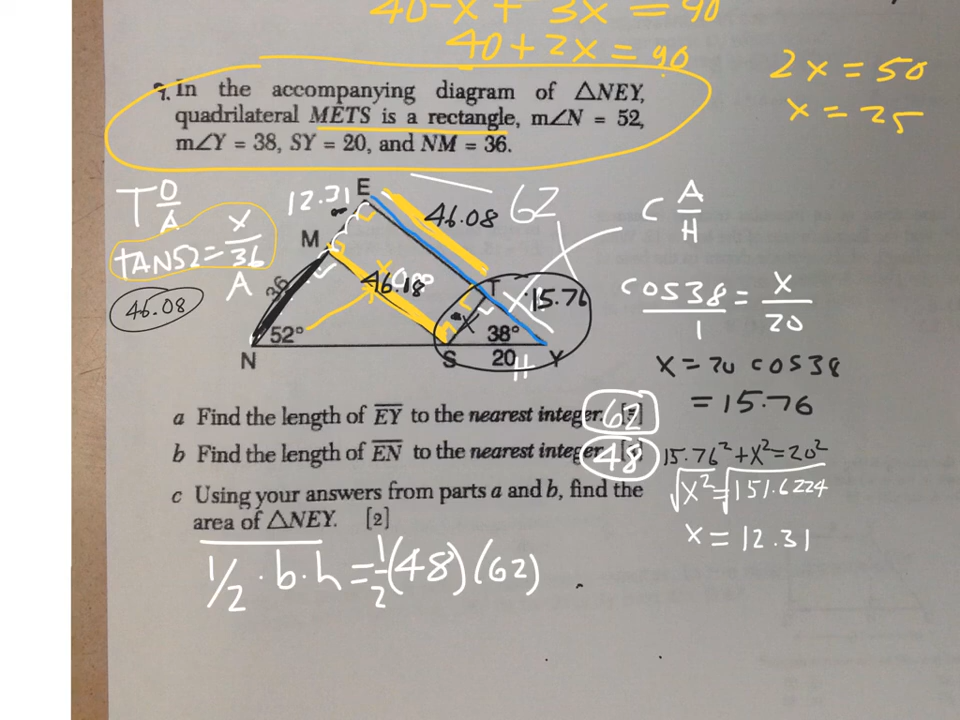 40-x + 3x = 90
40+2x = 90
2x = 50
x = 25
9. In the accompanying diagram of △NEY,
quadrilateral METS is a rectangle, m∠N = 52,
m∠Y = 38, SY = 20, and NM = 36.
T O/A
TAN52 = x/36
A
46.08
12.31
E
46.08
62
M
36
46.18
T
15.76
x
52°
38°
N
S
20
H
Y
C A/H
cos38/1 = x/20
x = 20 cos38
= 15.76
15.76²+x²=20²
√x² = √151.6224
x = 12.31
a Find the length of EY to the nearest integer. 62
b Find the length of EN to the nearest integer. 48
c Using your answers from parts a and b, find the
area of △NEY. [2]
1/2 · b · h = 1/2 (48) (62)